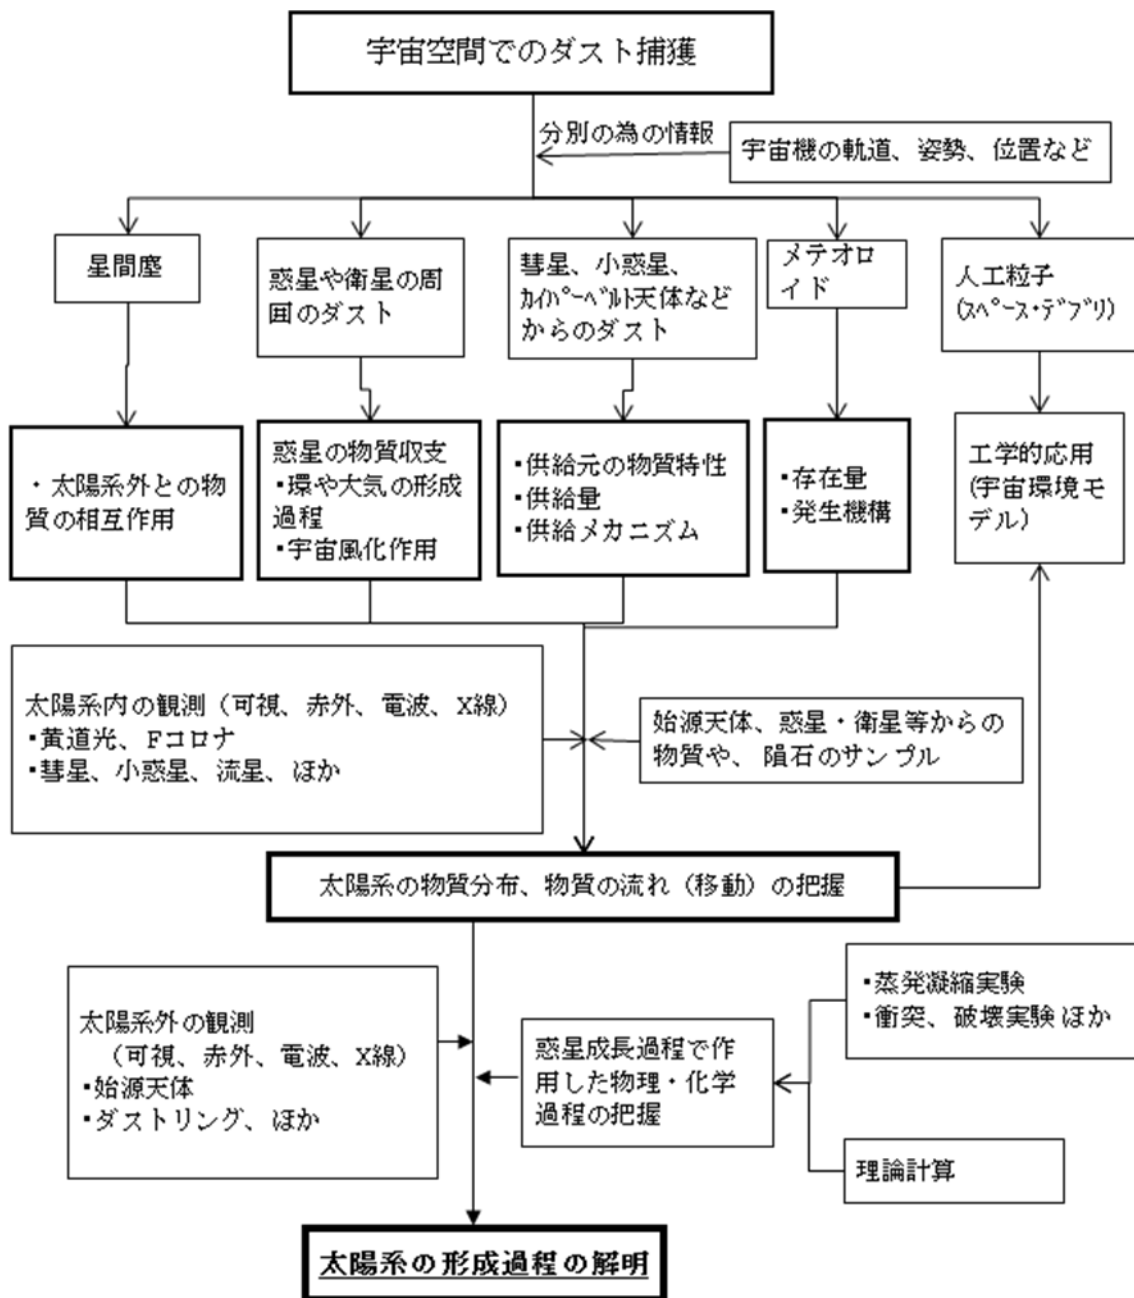 宇宙空間でのダスト捕獲
分別の為の情報
宇宙機の軌道、姿勢、位置など
星間塵
惑星や衛星の周
囲のダスト
彗星、小惑星、
ｶｲﾊﾟｰﾍﾞﾙﾄ天体など
からのダスト
メテオロ
イド
人工粒子
(ｽﾍﾟｰｽ・ﾃﾞﾌﾞﾘ)
・太陽系外との物
質の相互作用
惑星の物質収支
・環や大気の形成
過程
・宇宙風化作用
・供給元の物質特性
・供給量
・供給メカニズム
・存在量
・発生機構
工学的応用
(宇宙環境モ
デル)
太陽系内の観測（可視、赤外、電波、X線）
・黄道光、Fコロナ
・彗星、小惑星、流星、ほか
始源天体、惑星・衛星等からの
物質や、隕石のサンプル
太陽系の物質分布、物質の流れ（移動）の把握
太陽系外の観測
（可視、赤外、電波、X線）
・始源天体
・ダストリング、ほか
惑星成長過程で作
用した物理・化学
過程の把握
・蒸発凝縮実験
・衝突、破壊実験ほか
理論計算
太陽系の形成過程の解明